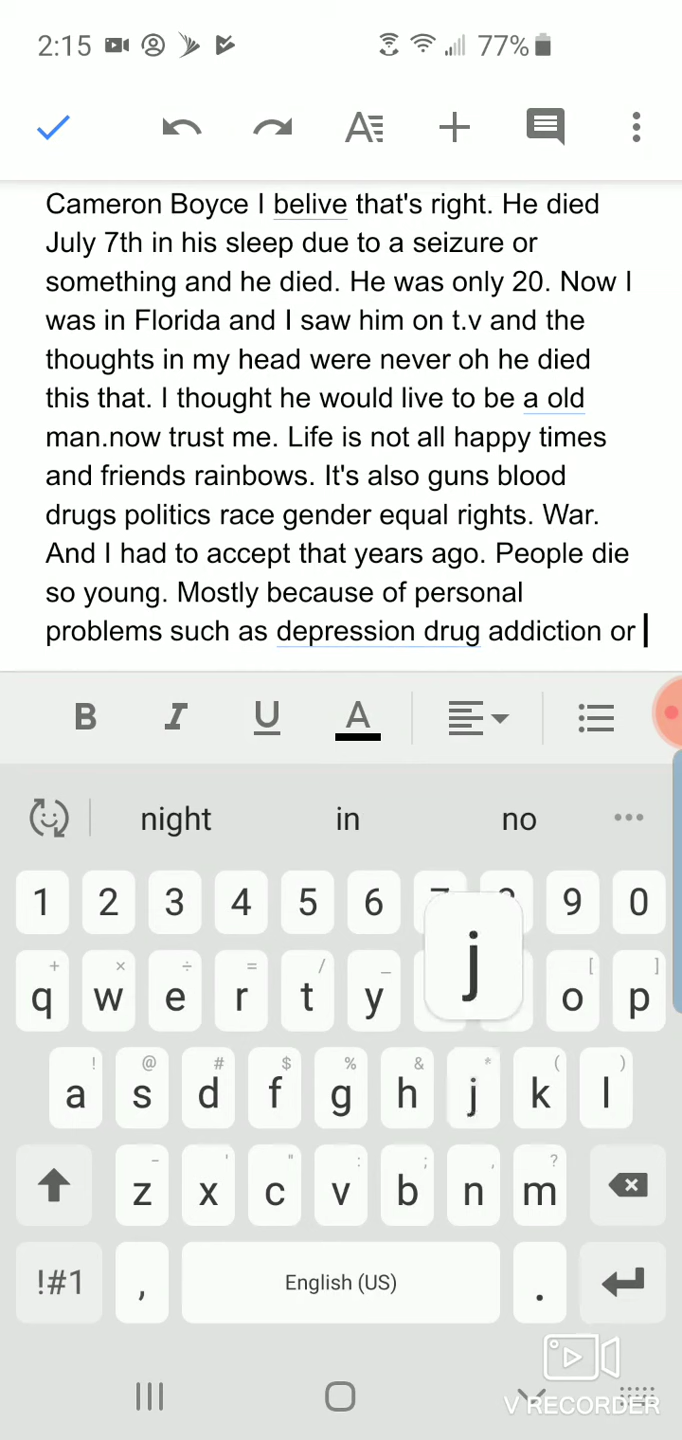 2:15 77%
Cameron Boyce I belive that's right. He died
July 7th in his sleep due to a seizure or
something and he died. He was only 20. Now I
was in Florida and I saw him on t.v and the
thoughts in my head were never oh he died
this that. I thought he would live to be a old
man.now trust me. Life is not all happy times
and friends rainbows. It's also guns blood
drugs politics race gender equal rights. War.
And I had to accept that years ago. People die
so young. Mostly because of personal
problems such as depression drug addiction or
B I U A
night in no
1 2 3 4 5 6 9 0
j
+ × ÷ = / _ [ ]
q w e r t y o p
! @ # $ % & * ( )
a s d f g h j k l
- ' " : ; , ?
z x c v b n m
!#1 , English (US) .
V RECORDER